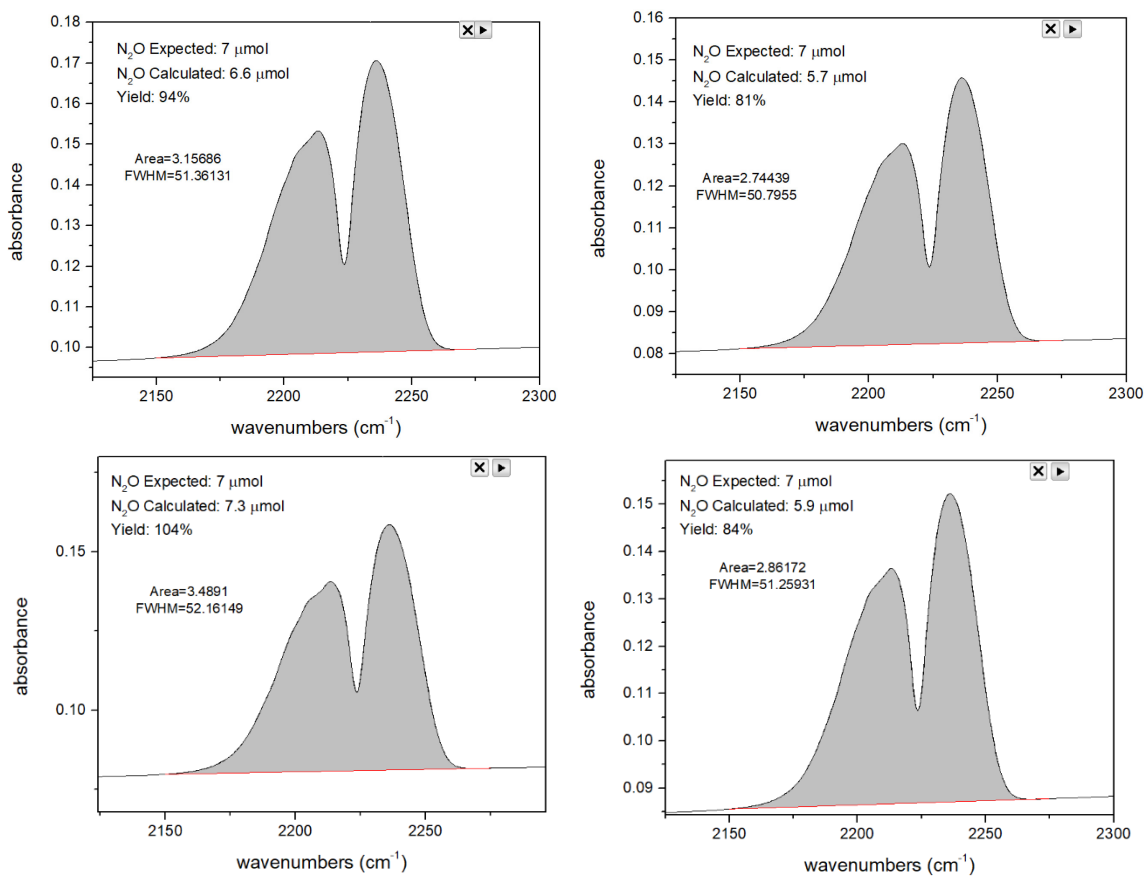 0.18
0.17
0.16
0.15
0.14
0.13
0.12
0.11
0.10
absorbance
N₂O Expected: 7 μmol
N₂O Calculated: 6.6 μmol
Yield: 94%
Area=3.15686
FWHM=51.36131
2150 2200 2250 2300
wavenumbers (cm⁻¹)
0.16
0.15
0.14
0.13
0.12
0.11
0.10
0.09
0.08
absorbance
N₂O Expected: 7 μmol
N₂O Calculated: 5.7 μmol
Yield: 81%
Area=2.74439
FWHM=50.7955
2150 2200 2250 2300
wavenumbers (cm⁻¹)
0.15
0.10
absorbance
N₂O Expected: 7 μmol
N₂O Calculated: 7.3 μmol
Yield: 104%
Area=3.4891
FWHM=52.16149
2150 2200 2250
wavenumbers (cm⁻¹)
0.15
0.14
0.13
0.12
0.11
0.10
0.09
absorbance
N₂O Expected: 7 μmol
N₂O Calculated: 5.9 μmol
Yield: 84%
Area=2.86172
FWHM=51.25931
2150 2200 2250 2300
wavenumbers (cm⁻¹)